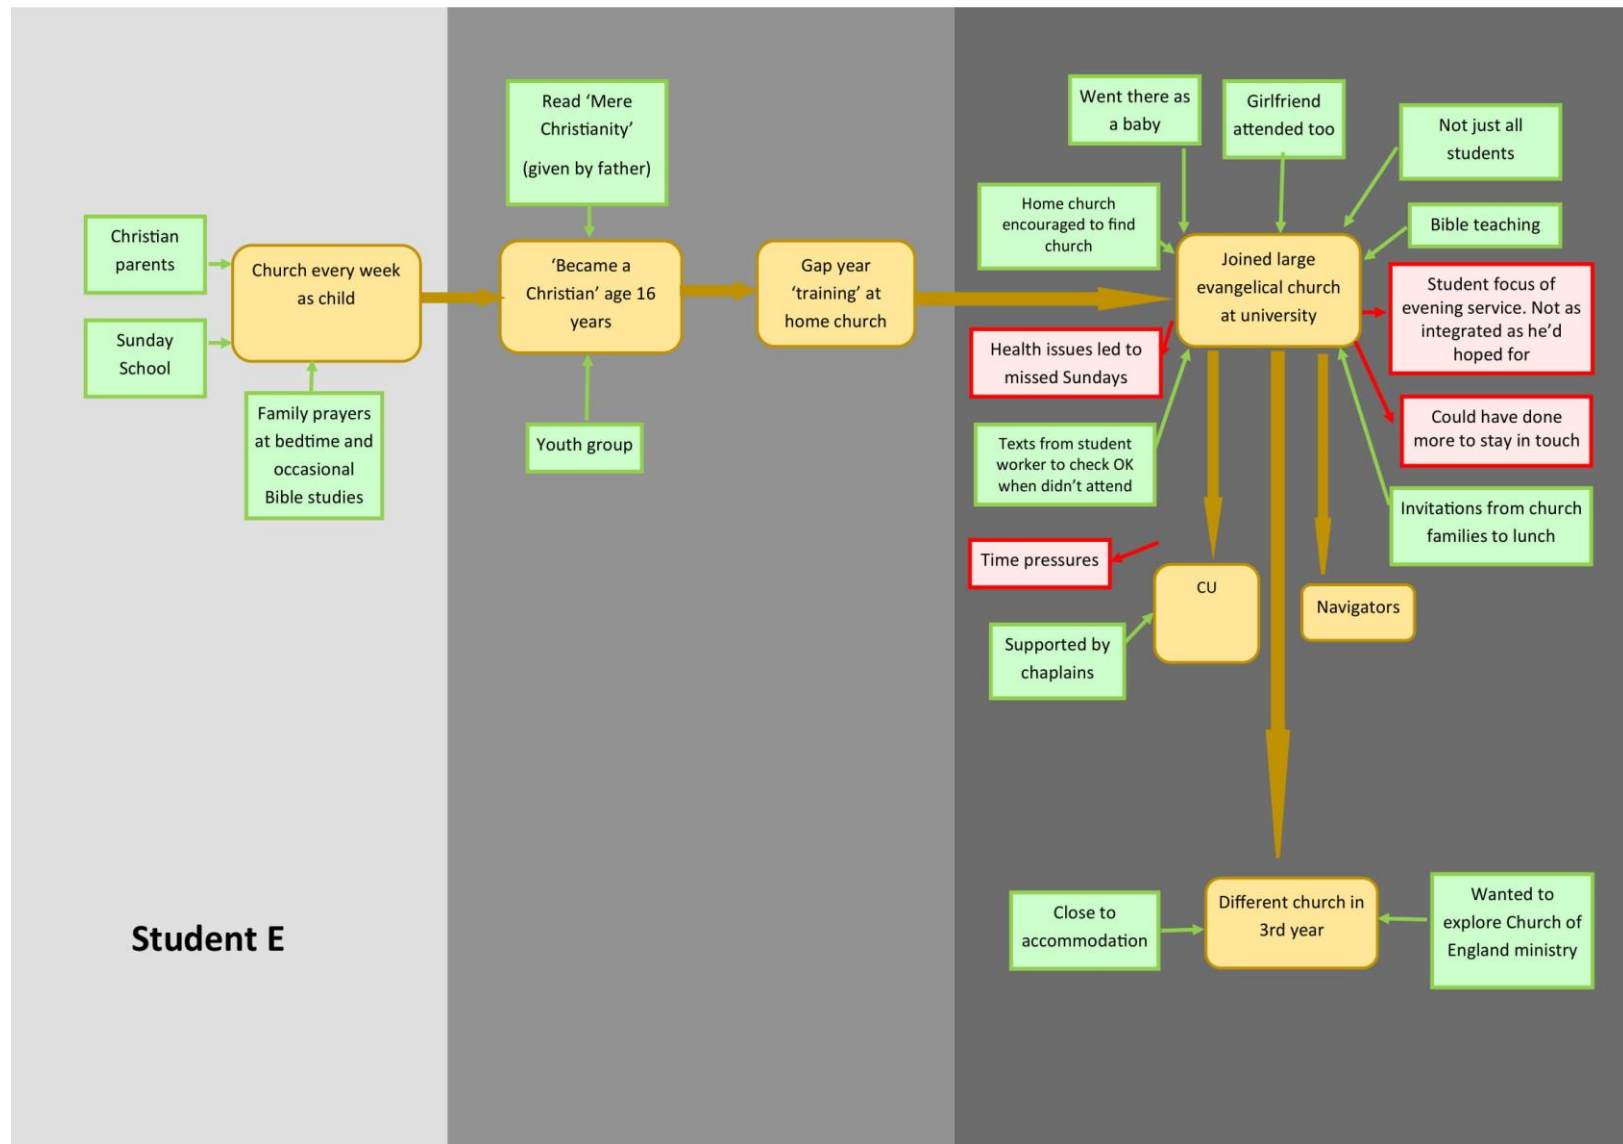 Christian
parents
Sunday
School
Church every week
as child
Family prayers
at bedtime and
occasional
Bible studies
Student E
Read ‘Mere
Christianity’
(given by father)
‘Became a
Christian’ age 16
years
Youth group
Gap year
‘training’ at
home church
Went there as
a baby
Girlfriend
attended too
Not just all
students
Home church
encouraged to find
church
Bible teaching
Joined large
evangelical church
at university
Student focus of
evening service. Not as
integrated as he’d
hoped for
Health issues led to
missed Sundays
Could have done
more to stay in touch
Texts from student
worker to check OK
when didn’t attend
Invitations from church
families to lunch
Time pressures
CU
Navigators
Supported by
chaplains
Close to
accommodation
Different church in
3rd year
Wanted to
explore Church of
England ministry